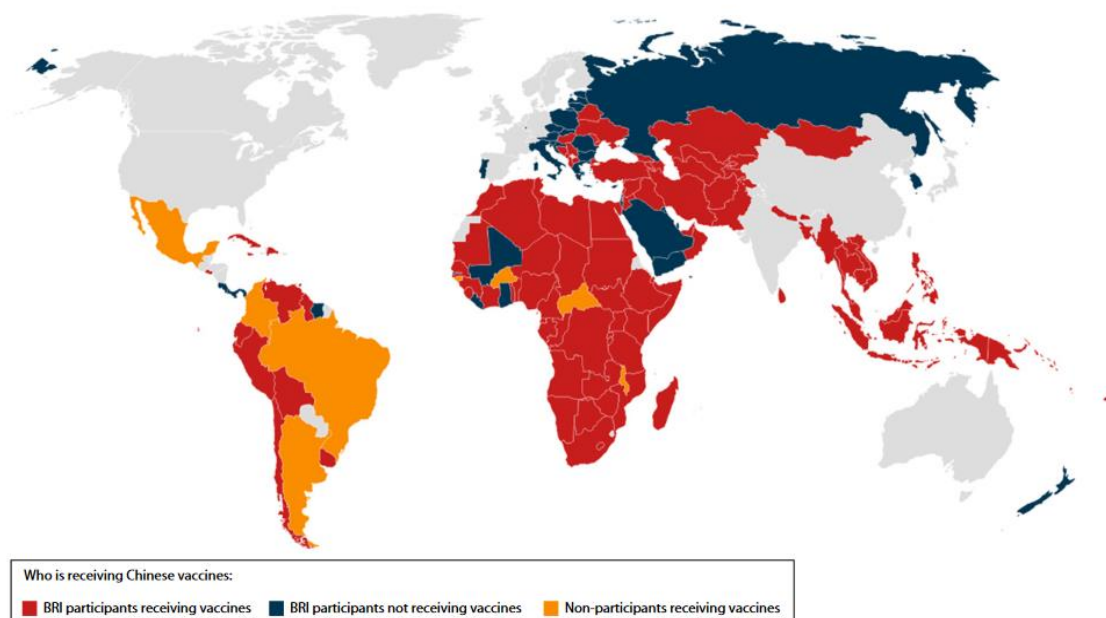 Who is receiving Chinese vaccines:
BRI participants receiving vaccines BRI participants not receiving vaccines Non-participants receiving vaccines